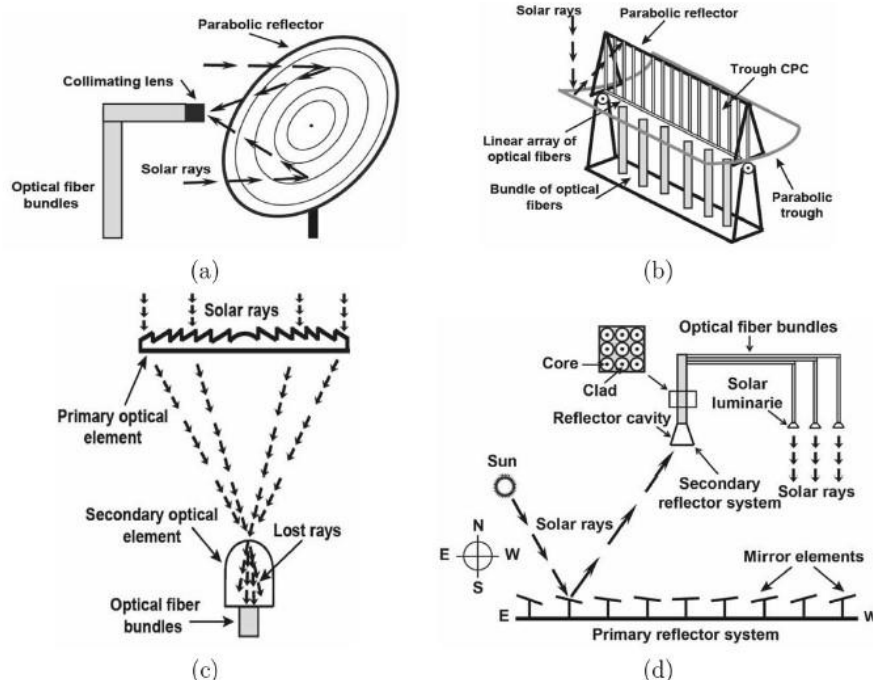 Parabolic reflector
Collimating lens
Solar rays
Optical fiber
bundles
(a)
Solar rays
Parabolic reflector
Trough CPC
Linear array of
optical fibers
Bundle of optical
fibers
Parabolic
trough
(b)
Solar rays
Primary optical
element
Secondary optical
element
Lost rays
Optical fiber
bundles
(c)
Optical fiber bundles
Core
Clad
Solar
luminarie
Reflector cavity
Sun
Secondary
reflector system
Solar rays
Solar rays
N
E W
S
Mirror elements
E W
Primary reflector system
(d)